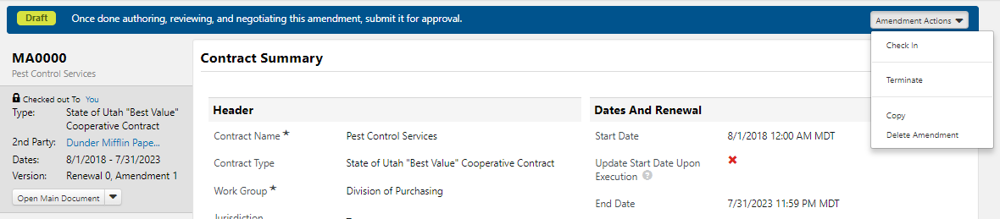 Draft Once done authoring, reviewing, and negotiating this amendment, submit it for approval. Amendment Actions
Check In
Terminate
Copy
Delete Amendment
MA0000
Pest Control Services
Checked out To You
Type: State of Utah "Best Value"
Cooperative Contract
2nd Party: Dunder Mifflin Pape...
Dates: 8/1/2018 - 7/31/2023
Version: Renewal 0, Amendment 1
Open Main Document
Contract Summary
Header
Contract Name ★ Pest Control Services
Contract Type State of Utah "Best Value" Cooperative Contract
Work Group ★ Division of Purchasing
Jurisdiction –
Dates And Renewal
Start Date 8/1/2018 12:00 AM MDT
Update Start Date Upon
Execution ?
End Date 7/31/2023 11:59 PM MDT